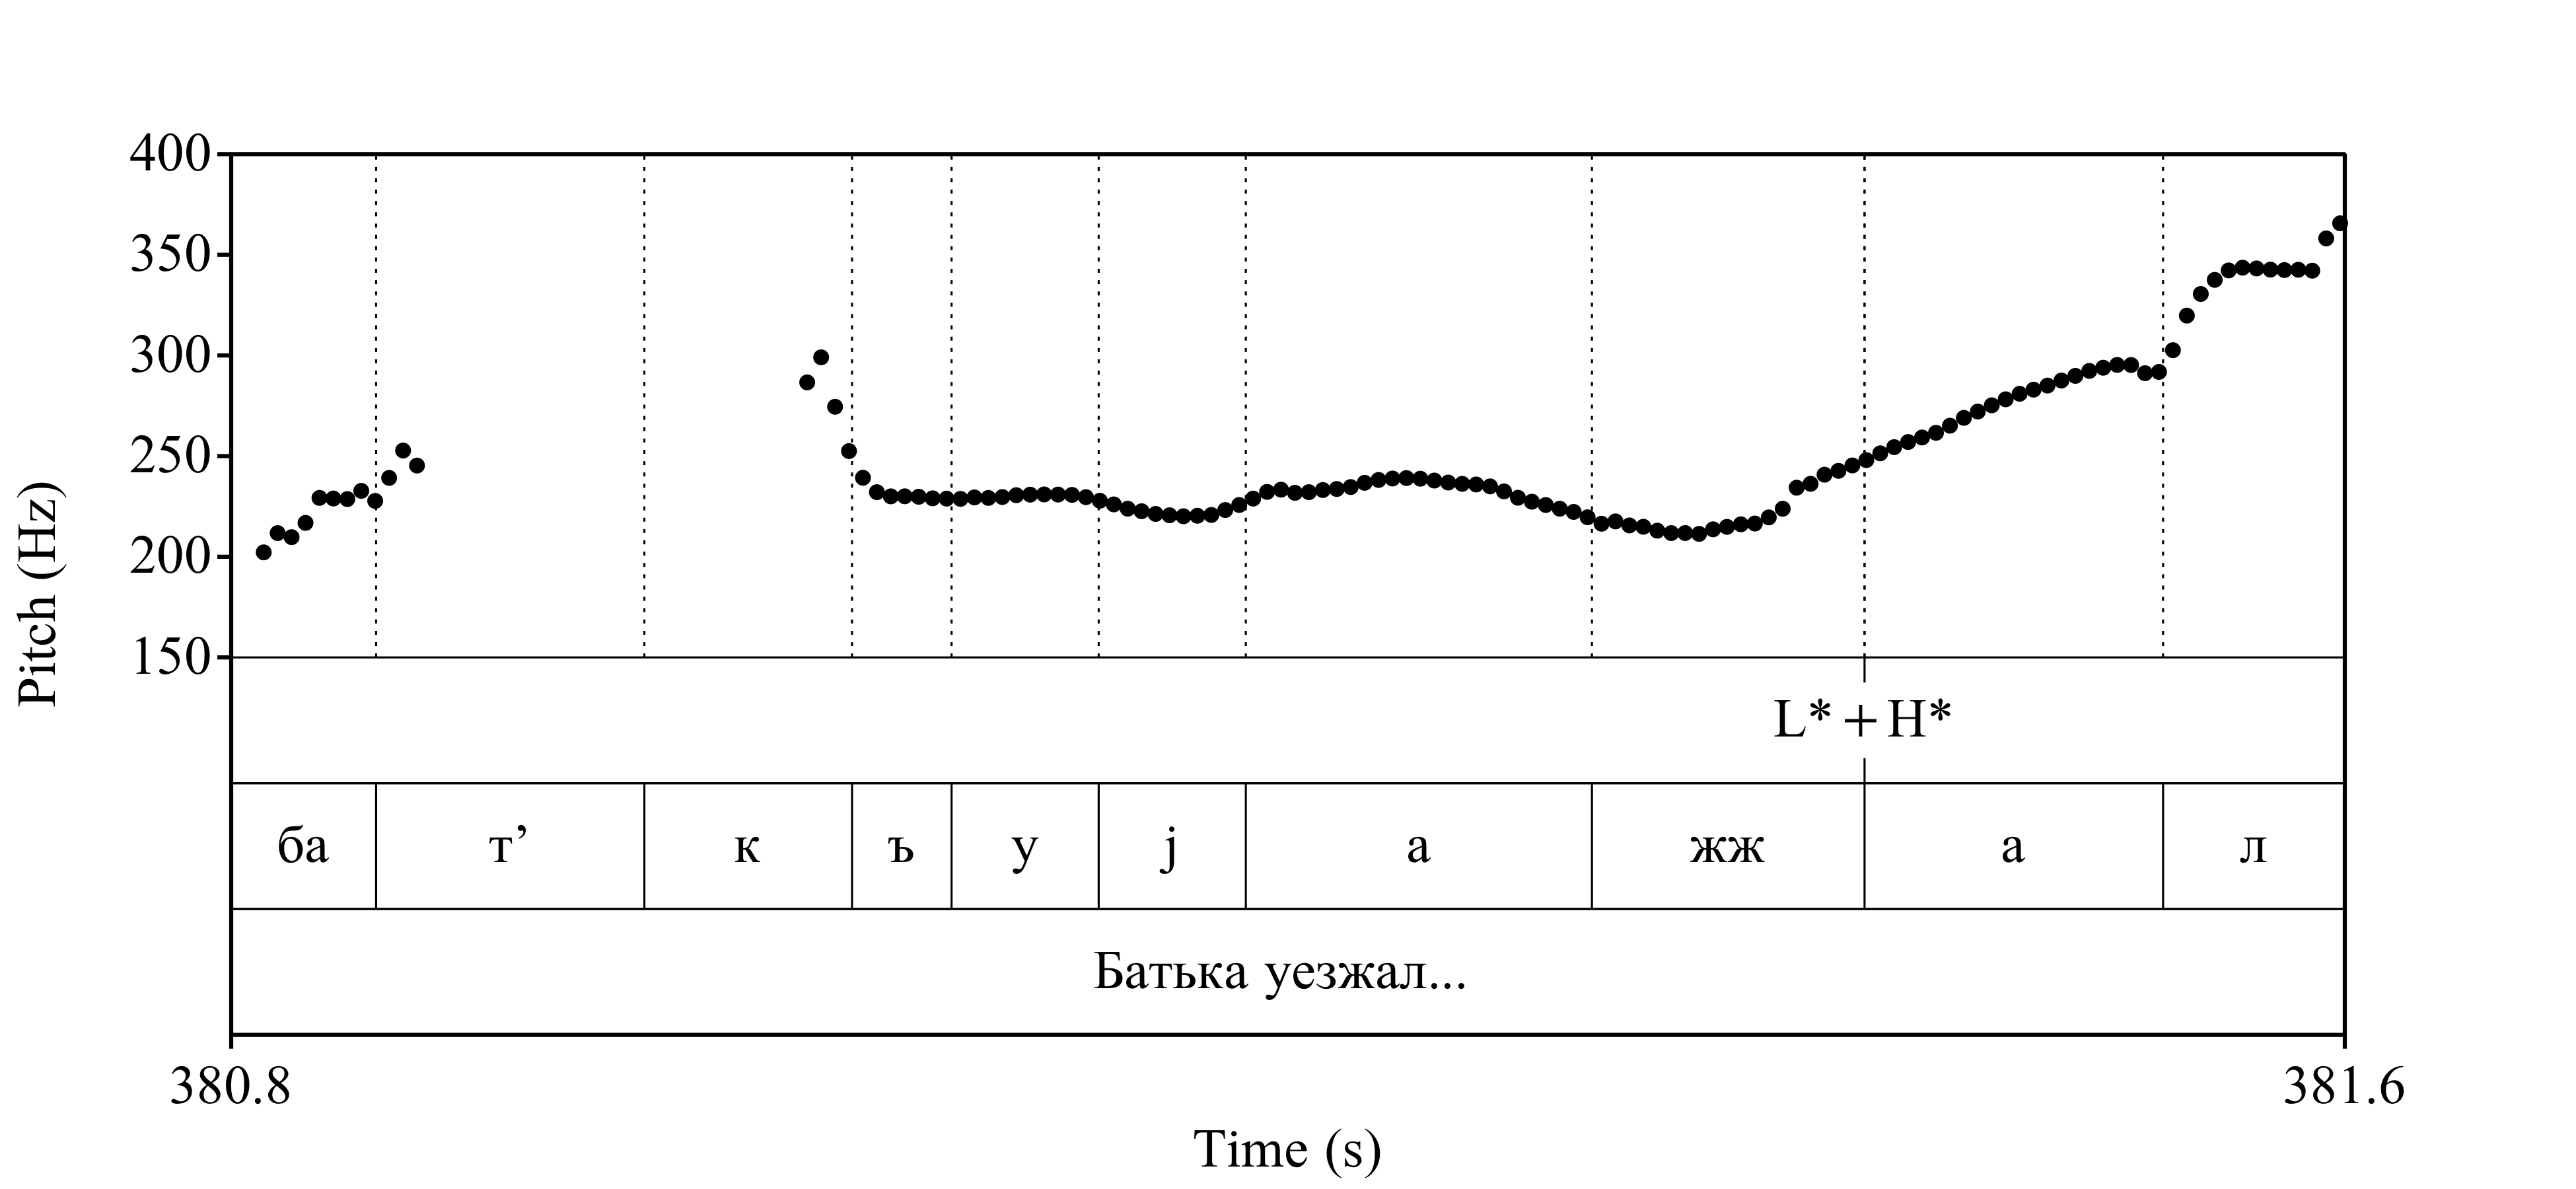 400
350
300
250
200
150
Pitch (Hz)
L* + H*
ба т’ к ъ у j а жж а л
Батька уезжал...
380.8 381.6
Time (s)